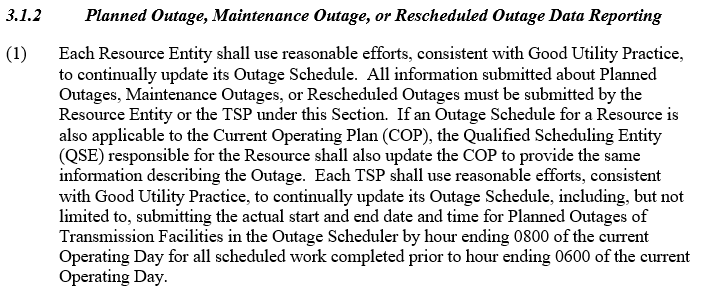 3.1.2 Planned Outage, Maintenance Outage, or Rescheduled Outage Data Reporting
(1) Each Resource Entity shall use reasonable efforts, consistent with Good Utility Practice,
to continually update its Outage Schedule. All information submitted about Planned
Outages, Maintenance Outages, or Rescheduled Outages must be submitted by the
Resource Entity or the TSP under this Section. If an Outage Schedule for a Resource is
also applicable to the Current Operating Plan (COP), the Qualified Scheduling Entity
(QSE) responsible for the Resource shall also update the COP to provide the same
information describing the Outage. Each TSP shall use reasonable efforts, consistent
with Good Utility Practice, to continually update its Outage Schedule, including, but not
limited to, submitting the actual start and end date and time for Planned Outages of
Transmission Facilities in the Outage Scheduler by hour ending 0800 of the current
Operating Day for all scheduled work completed prior to hour ending 0600 of the current
Operating Day.